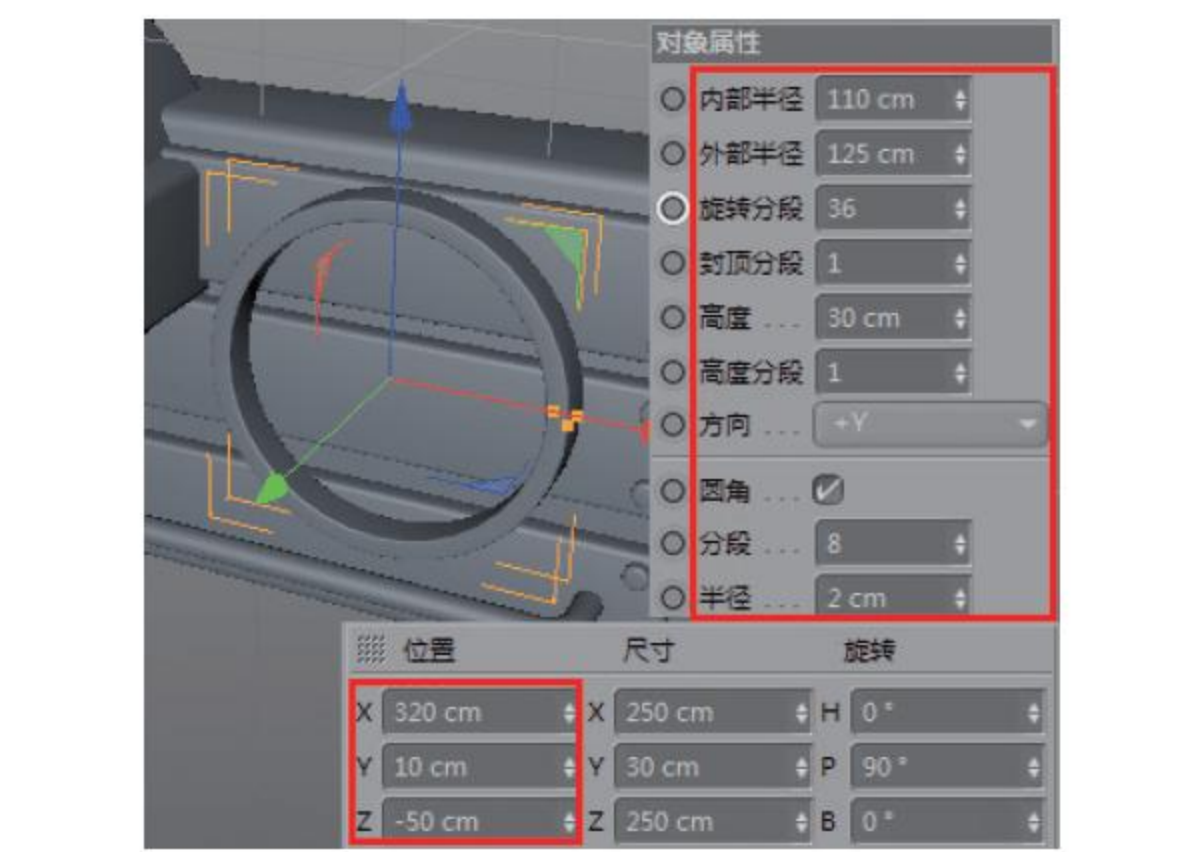 对象属性
内部半径 110 cm
外部半径 125 cm
旋转分段 36
封顶分段 1
高度 . . . 30 cm
高度分段 1
方向 . . . +Y
圆角 . . .
分段 . . . 8
半径 . . . 2 cm
位置 尺寸 旋转
X 320 cm X 250 cm H 0 °
Y 10 cm Y 30 cm P 90 °
Z -50 cm Z 250 cm B 0 °